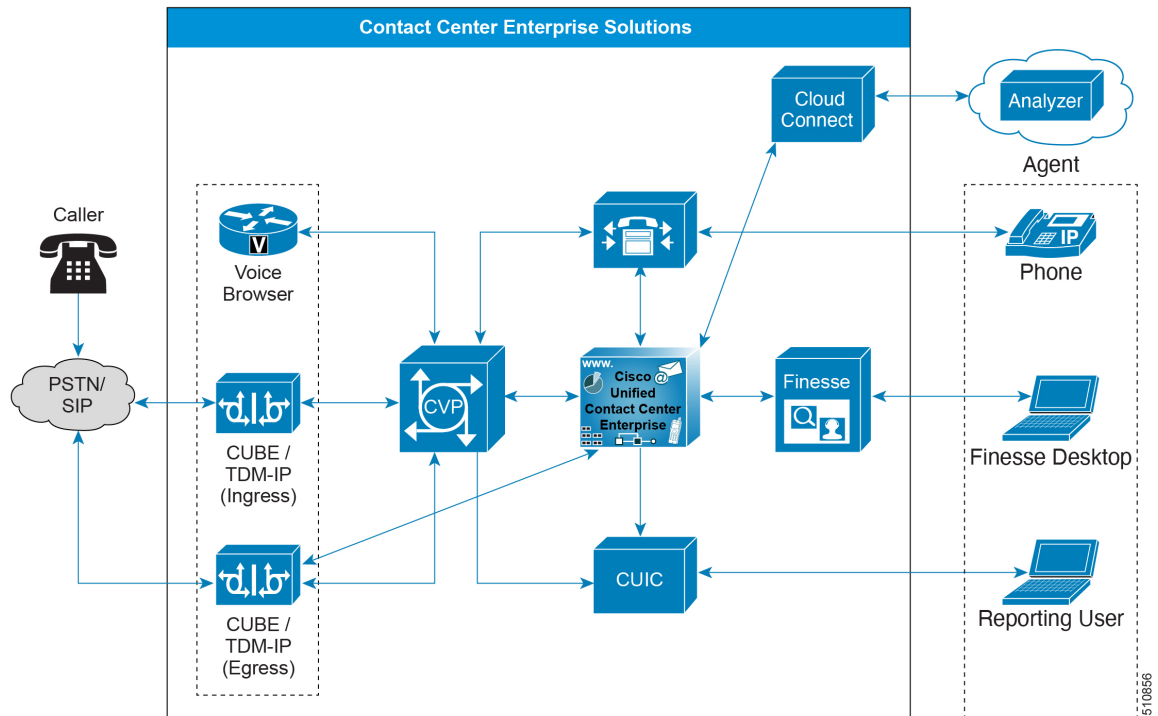 Contact Center Enterprise Solutions
Cloud
Connect
Analyzer
Agent
Caller
V
Voice
Browser
IP
Phone
PSTN/
SIP
CUBE /
TDM-IP
(Ingress)
CVP
www.
Cisco @
Unified
Contact Center
Enterprise
Finesse
Finesse Desktop
CUBE /
TDM-IP
(Egress)
CUIC
Reporting User
510856